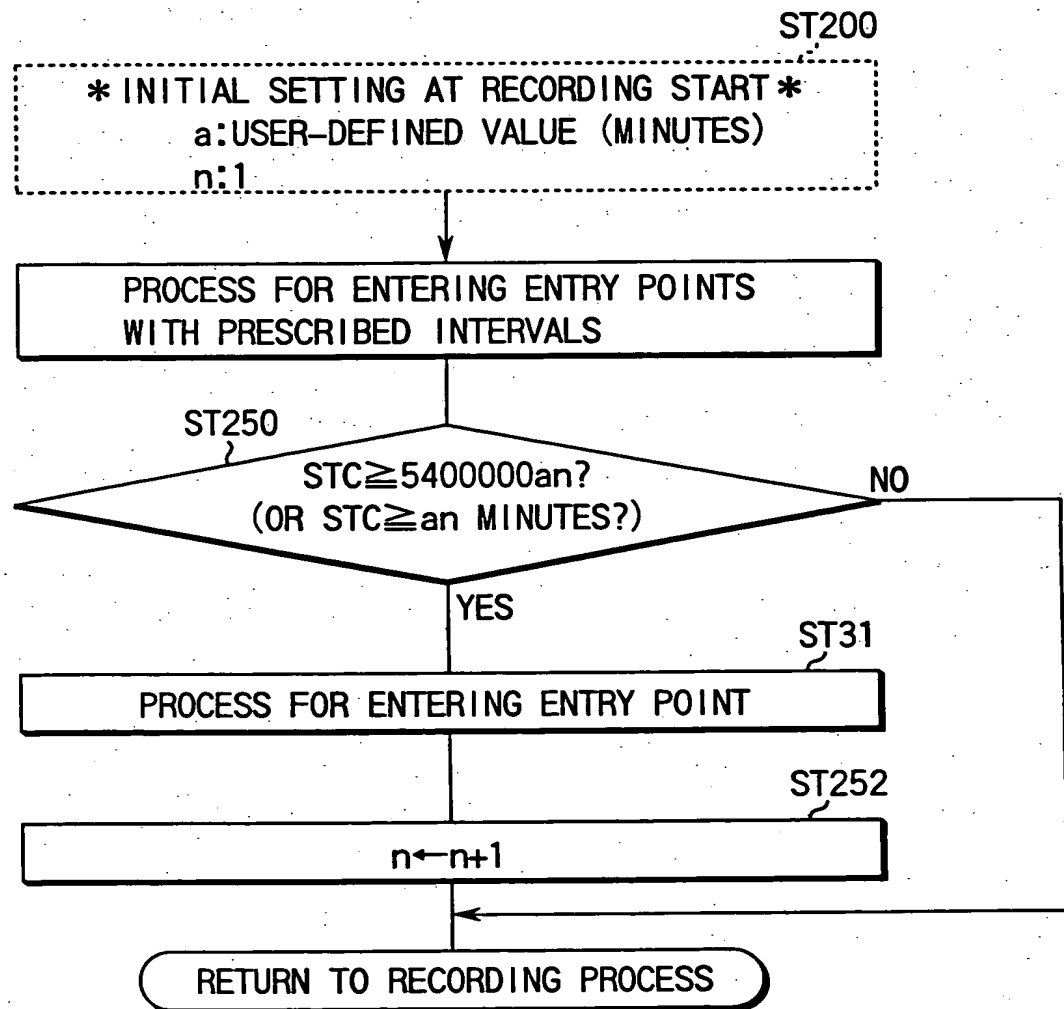 ST200
* INITIAL SETTING AT RECORDING START *
a:USER-DEFINED VALUE (MINUTES)
n:1
PROCESS FOR ENTERING ENTRY POINTS
WITH PRESCRIBED INTERVALS
ST250
STC≧5400000an?
(OR STC≧an MINUTES?)
NO
YES
ST31
PROCESS FOR ENTERING ENTRY POINT
ST252
n←n+1
RETURN TO RECORDING PROCESS